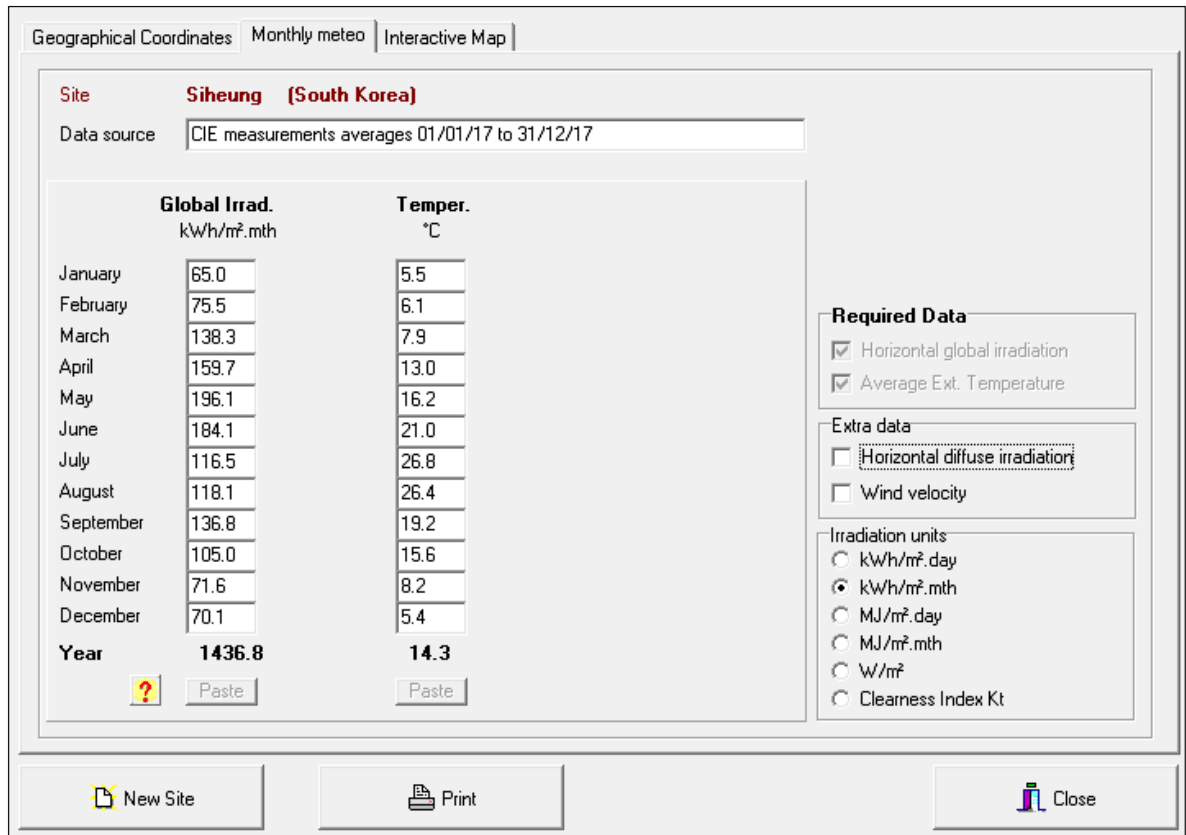 Geographical Coordinates Monthly meteo Interactive Map
Site Siheung (South Korea)
Data source CIE measurements averages 01/01/17 to 31/12/17
Global Irrad. Temper.
kWh/m².mth °C
January 65.0 5.5
February 75.5 6.1
March 138.3 7.9
April 159.7 13.0
May 196.1 16.2
June 184.1 21.0
July 116.5 26.8
August 118.1 26.4
September 136.8 19.2
October 105.0 15.6
November 71.6 8.2
December 70.1 5.4
Year 1436.8 14.3
? Paste Paste
Required Data
Horizontal global irradiation
Average Ext. Temperature
Extra data
Horizontal diffuse irradiation
Wind velocity
Irradiation units
kWh/m².day
kWh/m².mth
MJ/m².day
MJ/m².mth
W/m²
Clearness Index Kt
New Site Print Close